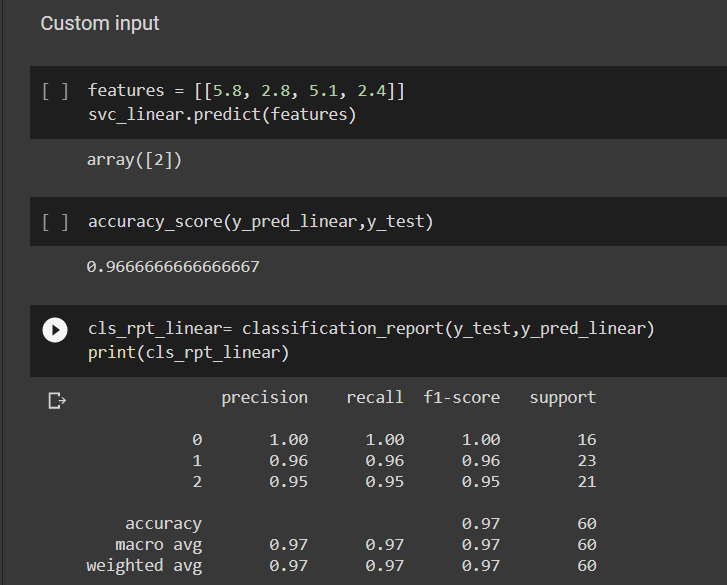 Custom input
[ ] features = [[5.8, 2.8, 5.1, 2.4]]
svc_linear.predict(features)
array([2])
[ ] accuracy_score(y_pred_linear,y_test)
0.9666666666666667
cls_rpt_linear= classification_report(y_test,y_pred_linear)
print(cls_rpt_linear)
precision recall f1-score support
0 1.00 1.00 1.00 16
1 0.96 0.96 0.96 23
2 0.95 0.95 0.95 21
accuracy 0.97 60
macro avg 0.97 0.97 0.97 60
weighted avg 0.97 0.97 0.97 60